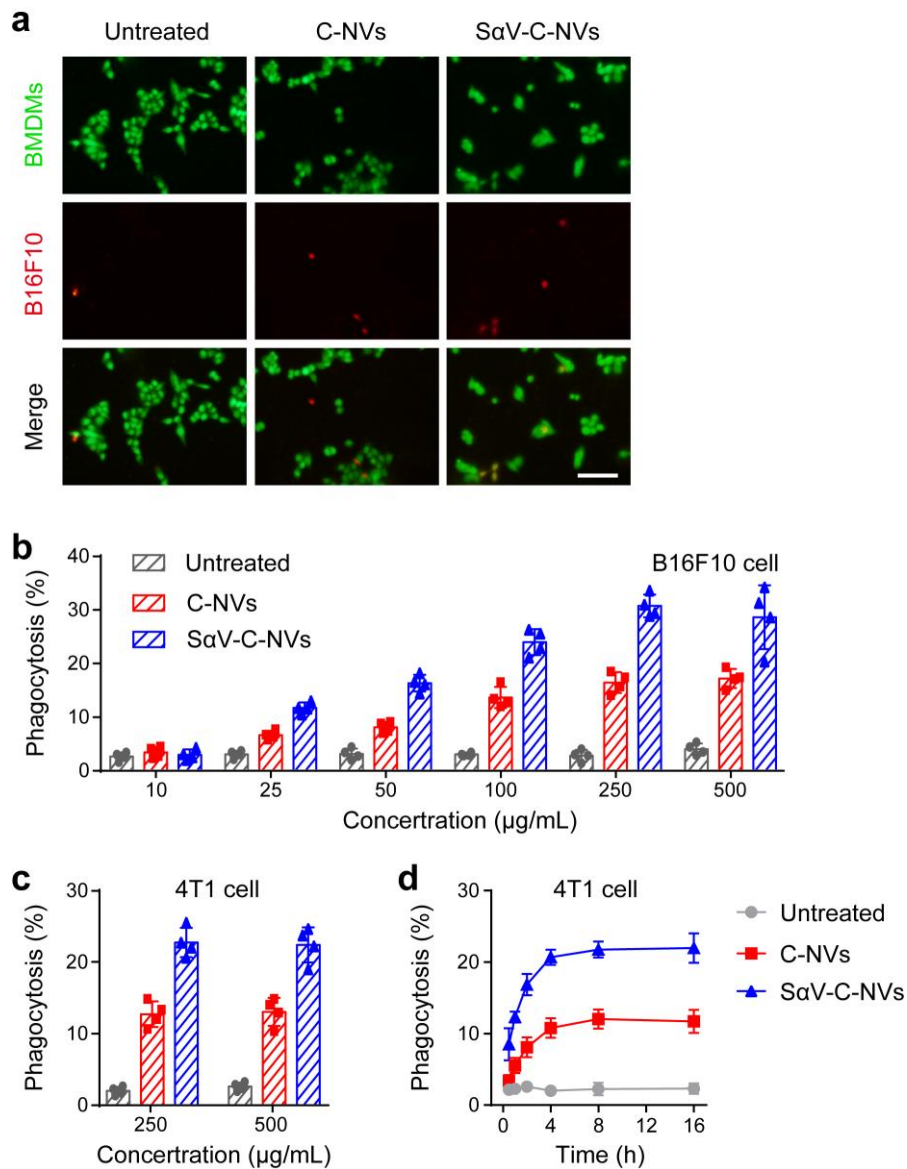 a
Untreated C-NVs SαV-C-NVs
BMDMs
B16F10
Merge
b
B16F10 cell
Untreated
C-NVs
SαV-C-NVs
Phagocytosis (%)
40
30
20
10
0
10 25 50 100 250 500
Concertration (µg/mL)
c
4T1 cell
Phagocytosis (%)
30
20
10
0
250 500
Concertration (µg/mL)
d
4T1 cell
Phagocytosis (%)
30
20
10
0
0 4 8 12 16
Time (h)
Untreated
C-NVs
SαV-C-NVs